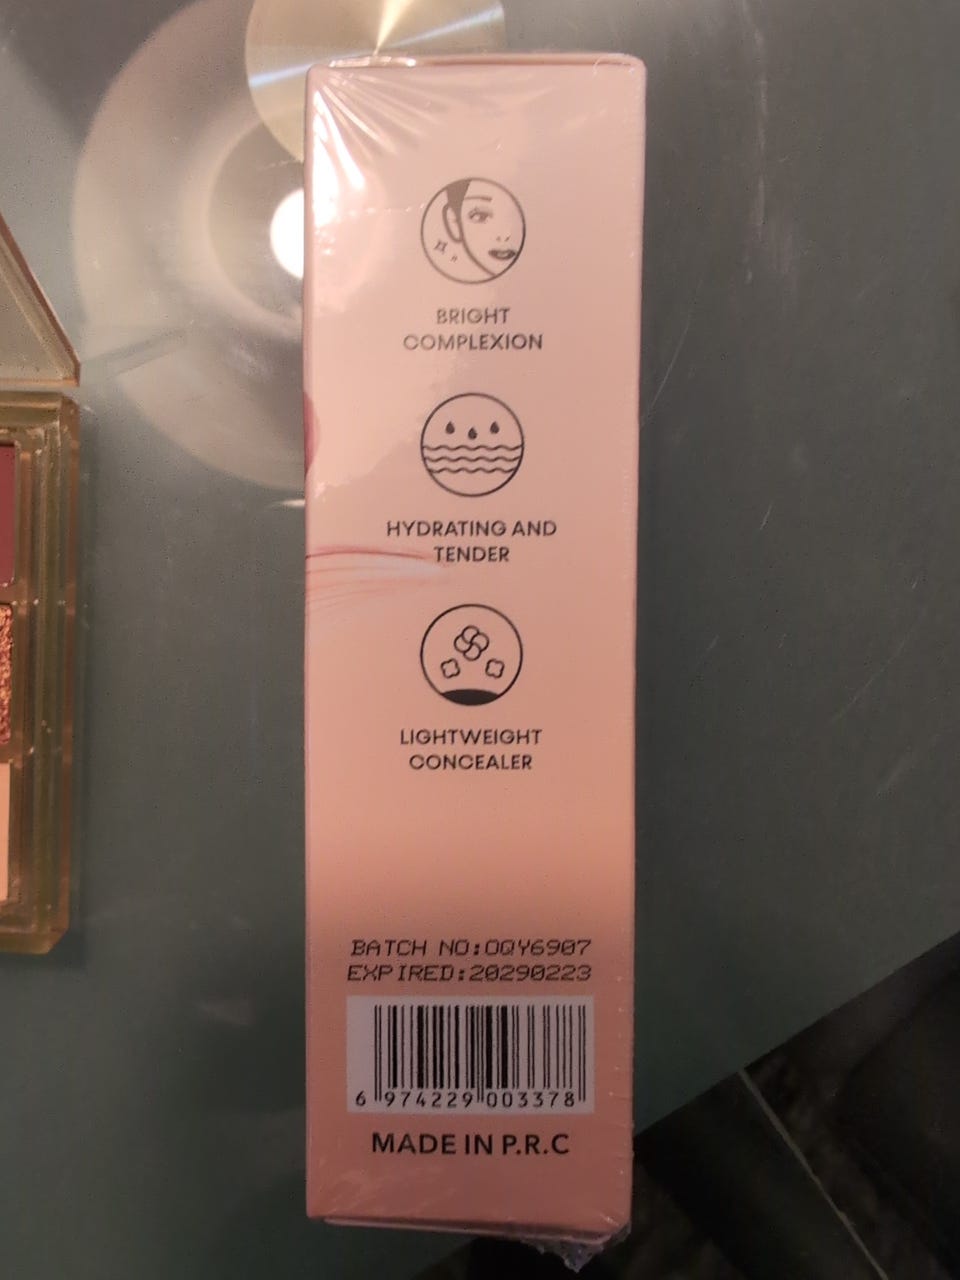 BRIGHT
COMPLEXION
HYDRATING AND
TENDER
LIGHTWEIGHT
CONCEALER
BATCH NO:OQY6907
EXPIRED:20290223
6 974229 003378
MADE IN P.R.C